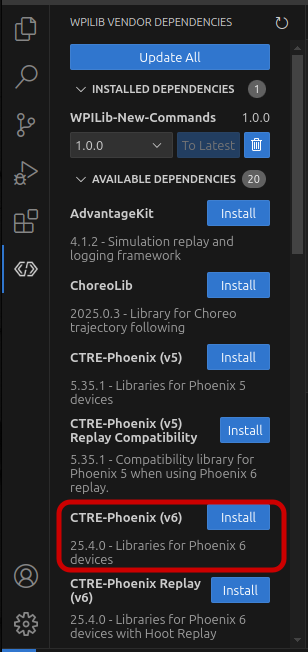 WPILIB VENDOR DEPENDENCIES
Update All
INSTALLED DEPENDENCIES 1
WPILib-New-Commands 1.0.0
1.0.0 To Latest
AVAILABLE DEPENDENCIES 20
AdvantageKit Install
4.1.2 - Simulation replay and
logging framework
ChoreoLib Install
2025.0.3 - Library for Choreo
trajectory following
CTRE-Phoenix (v5) Install
5.35.1 - Libraries for Phoenix 5
devices
CTRE-Phoenix (v5)
Replay Compatibility Install
5.35.1 - Compatibility library for
Phoenix 5 when using Phoenix 6
replay.
CTRE-Phoenix (v6) Install
25.4.0 - Libraries for Phoenix 6
devices
CTRE-Phoenix Replay
(v6) Install
25.4.0 - Libraries for Phoenix 6
devices with Hoot Replay